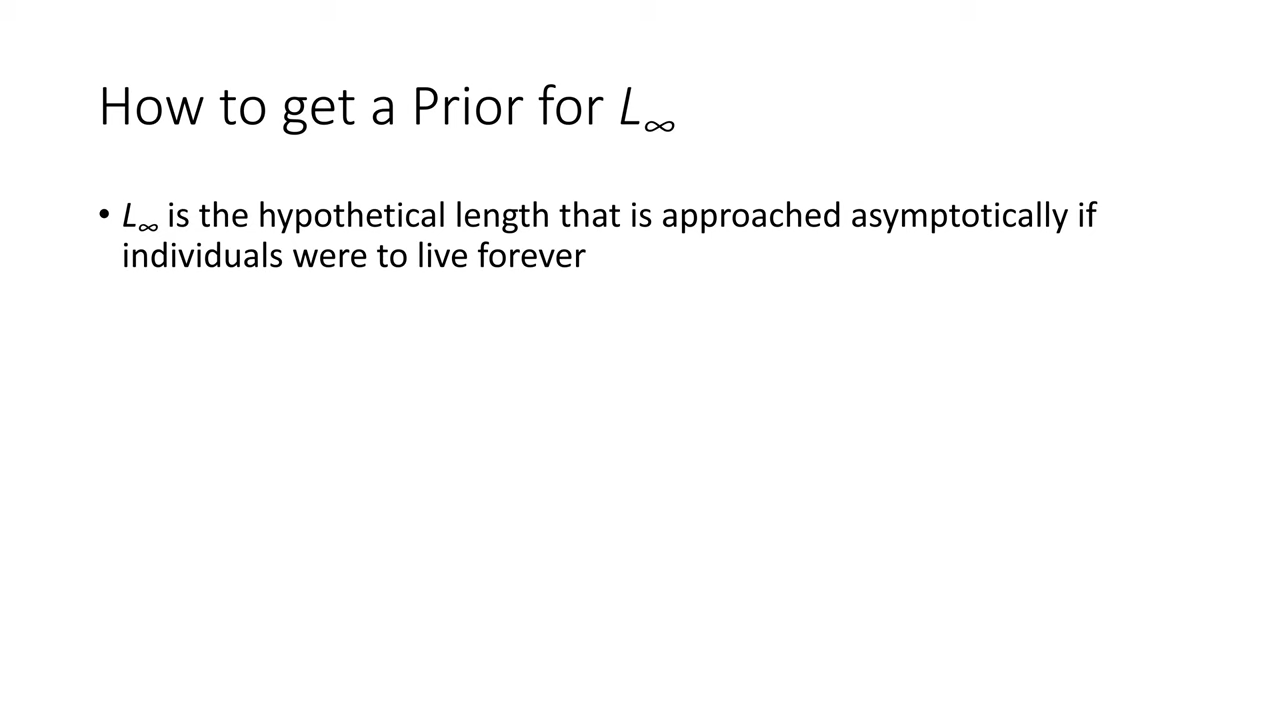 How to get a Prior for L∞
• L∞ is the hypothetical length that is approached asymptotically if
individuals were to live forever